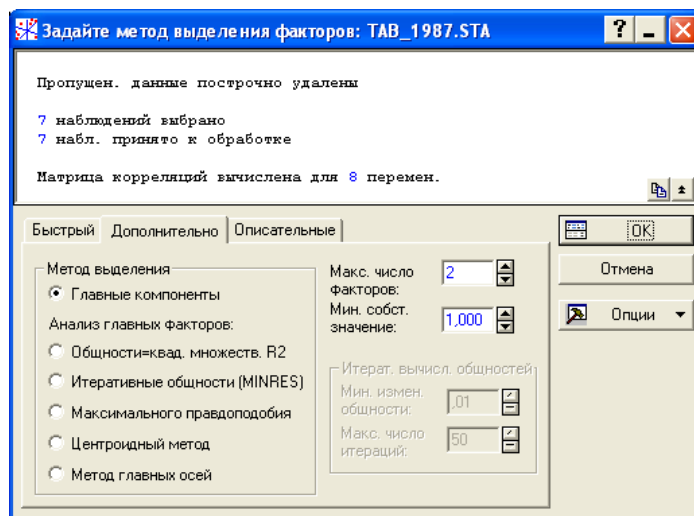 Задайте метод выделения факторов: TAB_1987.STA
Пропущен. данные построчно удалены
7 наблюдений выбрано
7 набл. принято к обработке
Матрица корреляций вычислена для 8 перемен.
Быстрый Дополнительно Описательные
OK
Отмена
Опции
Метод выделения
Главные компоненты
Анализ главных факторов:
Общности=квад. множеств. R2
Итеративные общности (MINRES)
Максимального правдоподобия
Центроидный метод
Метод главных осей
Макс. число
факторов:
2
Мин. собст.
значение:
1,000
Итерат. вычисл. общностей
Мин. измен.
общности:
,01
Макс. число
итераций:
50